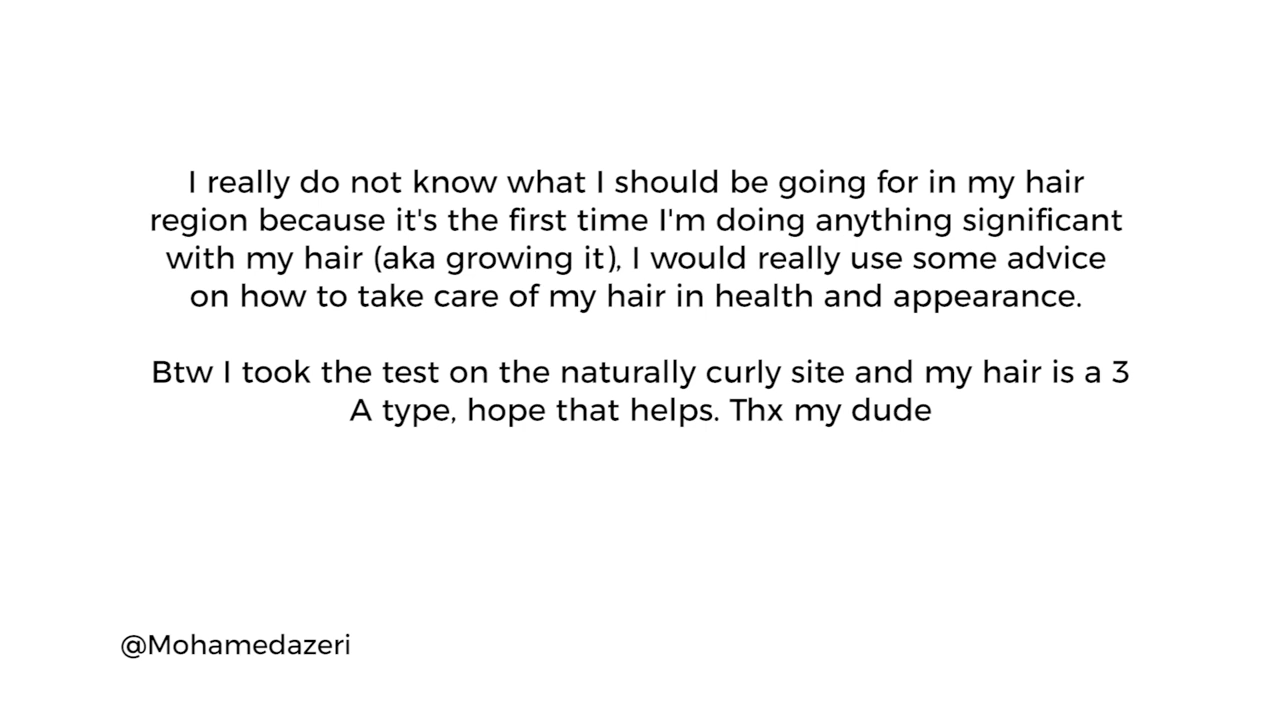 I really do not know what I should be going for in my hair
region because it's the first time I'm doing anything significant
with my hair (aka growing it), I would really use some advice
on how to take care of my hair in health and appearance.
Btw I took the test on the naturally curly site and my hair is a 3
A type, hope that helps. Thx my dude
@Mohamedazeri